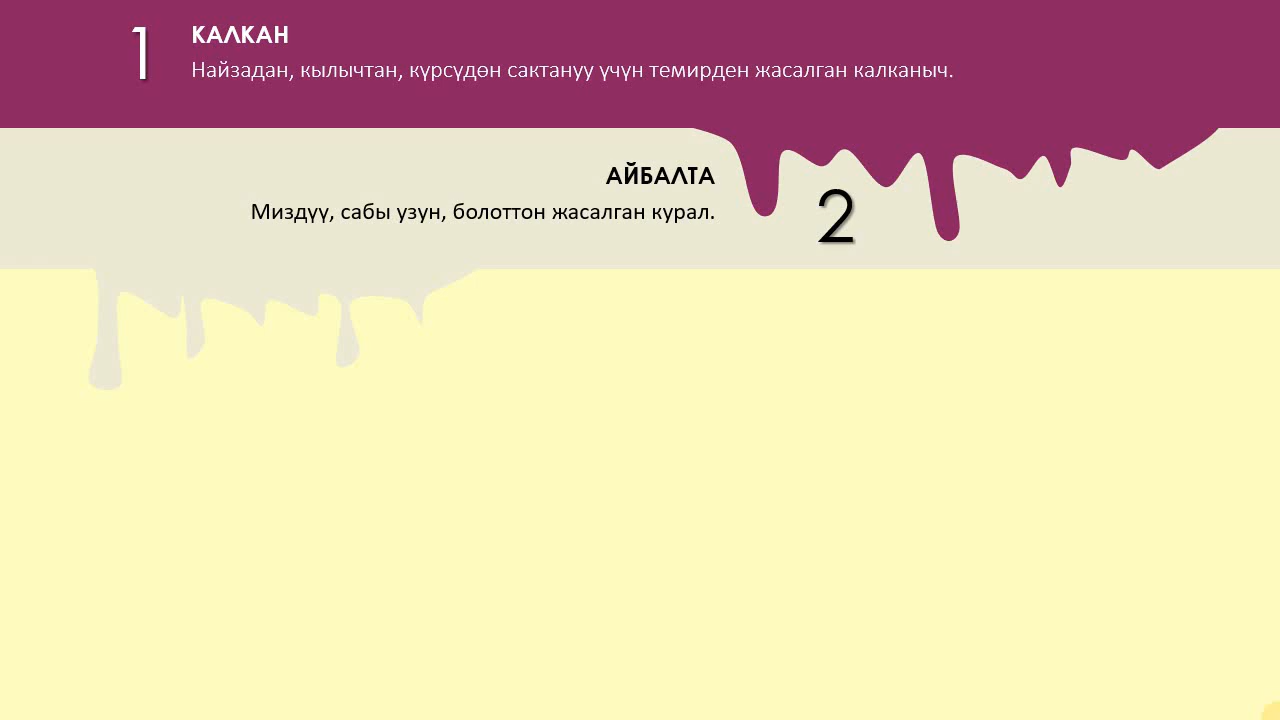 1
КАЛКАН
Найзадан, кылычтан, күрсүдөн сактануу үчүн темирден жасалган калканыч.
АЙБАЛТА
Миздүү, сабы узун, болоттон жасалган курал.
2